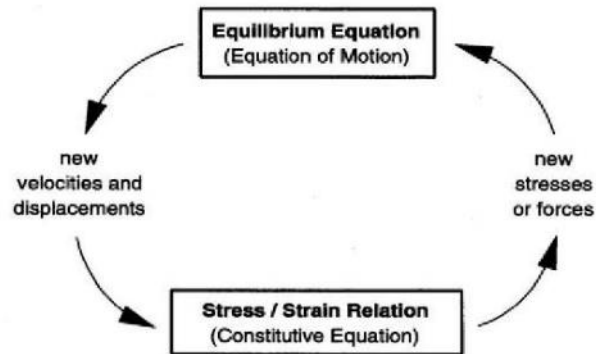 Equilibrium Equation
(Equation of Motion)
new
velocities and
displacements
new
stresses
or forces
Stress / Strain Relation
(Constitutive Equation)